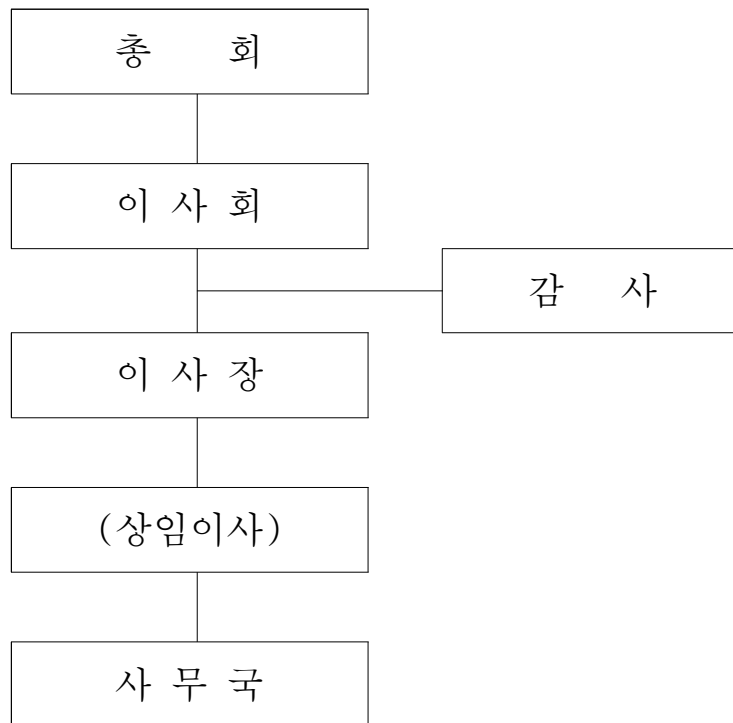 총 회
이 사 회
감 사
이 사 장
(상임이사)
사 무 국